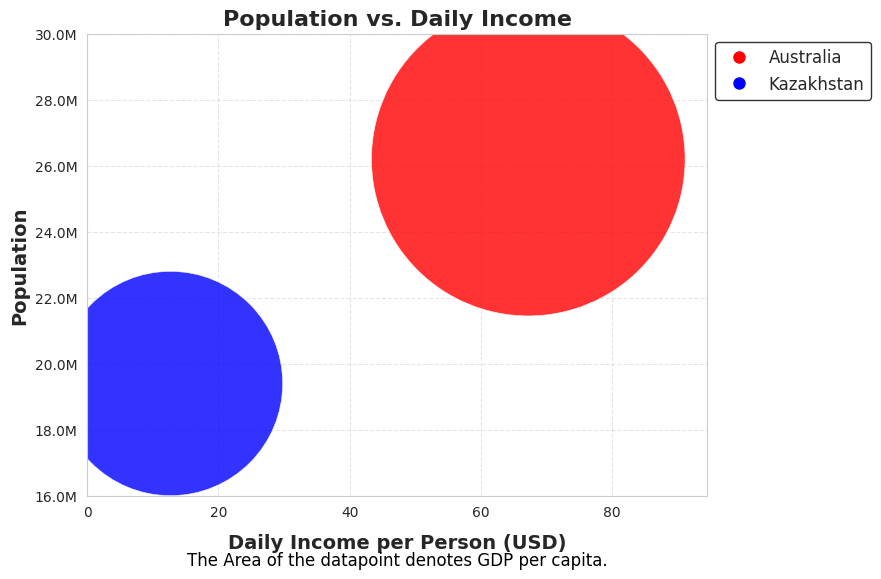 Population vs. Daily Income
30.0M
28.0M
26.0M
24.0M
22.0M
20.0M
18.0M
16.0M
Population
0 20 40 60 80
Daily Income per Person (USD)
The Area of the datapoint denotes GDP per capita.
Australia
Kazakhstan